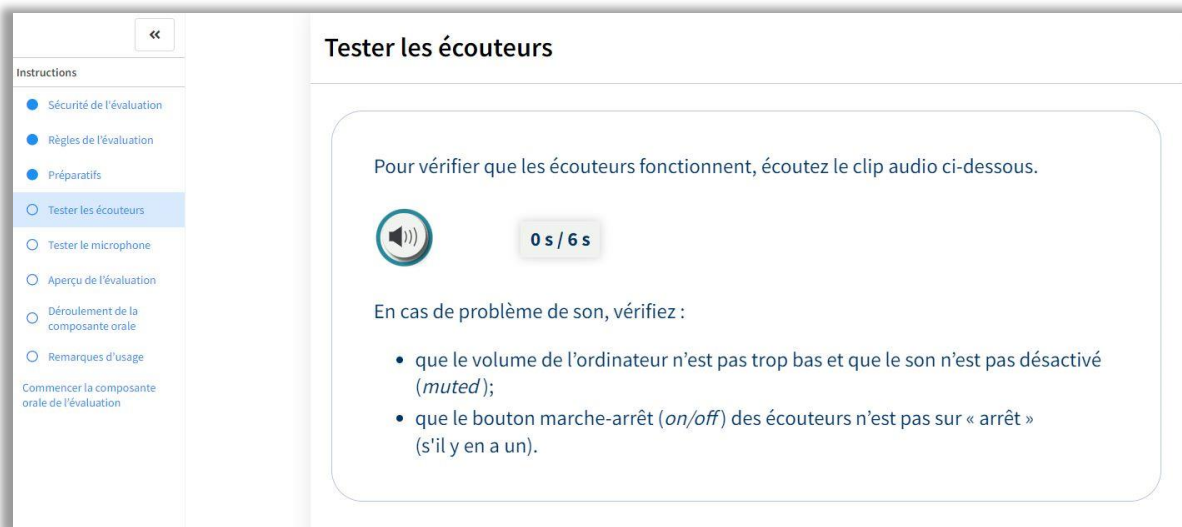 «
Instructions
Sécurité de l'évaluation
Règles de l'évaluation
Préparatifs
Tester les écouteurs
Tester le microphone
Aperçu de l'évaluation
Déroulement de la
composante orale
Remarques d'usage
Commencer la composante
orale de l'évaluation
Tester les écouteurs
Pour vérifier que les écouteurs fonctionnent, écoutez le clip audio ci-dessous.
0 s / 6 s
En cas de problème de son, vérifiez :
• que le volume de l'ordinateur n'est pas trop bas et que le son n'est pas désactivé
(muted);
• que le bouton marche-arrêt (on/off) des écouteurs n'est pas sur « arrêt »
(s'il y en a un).